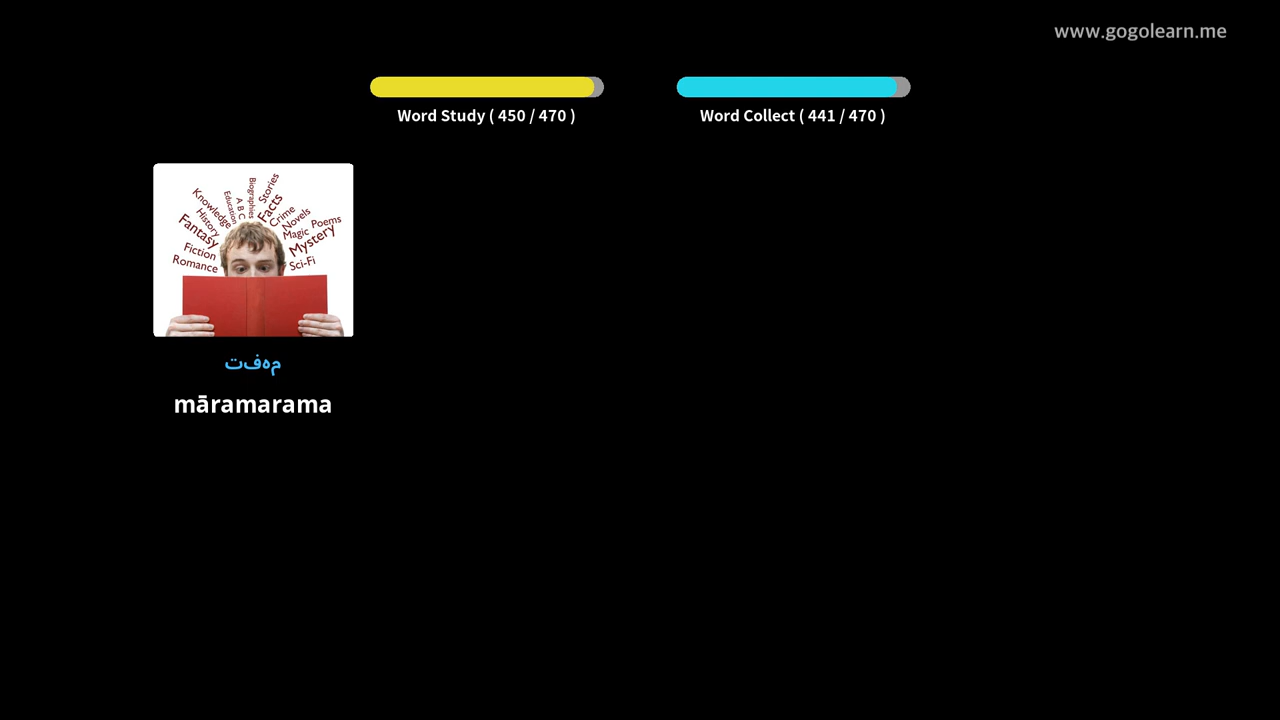 www.gogolearn.me
Word Study ( 450 / 470 )
Word Collect ( 441 / 470 )
Romance
Fiction
Fantasy
History
Knowledge
Education
A B C
Biographies
Stories
Facts
Crime
Novels
Magic
Poems
Mystery
Sci-Fi
مهفت
māramarama